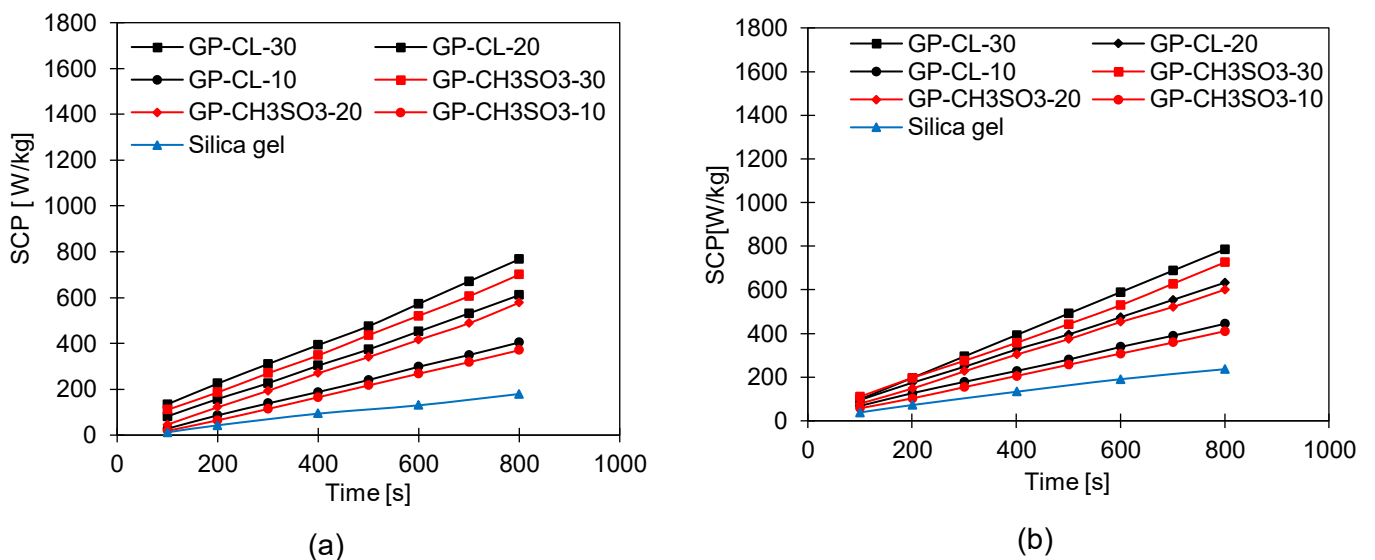 1800
1600
1400
1200
1000
800
600
400
200
0
SCP [ W/kg]
GP-CL-30 GP-CL-20
GP-CL-10 GP-CH3SO3-30
GP-CH3SO3-20 GP-CH3SO3-10
Silica gel
0 200 400 600 800 1000
Time [s]
(a)
1800
1600
1400
1200
1000
800
600
400
200
0
SCP[W/kg]
GP-CL-30 GP-CL-20
GP-CL-10 GP-CH3SO3-30
GP-CH3SO3-20 GP-CH3SO3-10
Silica gel
0 200 400 600 800 1000
Time [s]
(b)